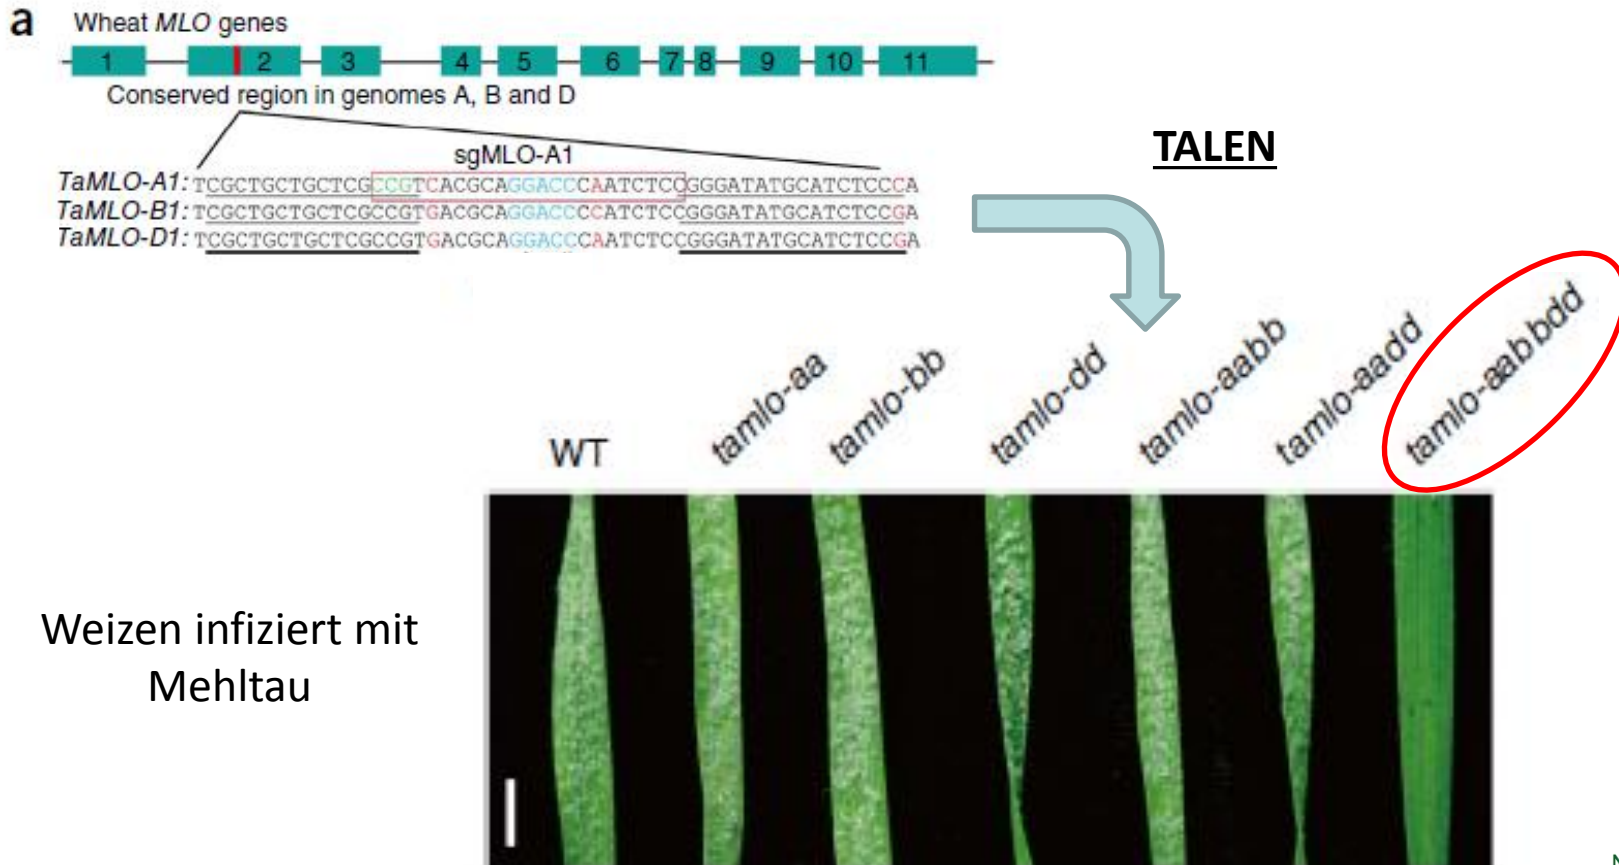 a
Wheat MLO genes
1 2 3 4 5 6 7 8 9 10 11
Conserved region in genomes A, B and D
sgMLO-A1
TaMLO-A1: TCGCTGCTGCTCGCCGTCACGCAGGACCCAATCTCCGGGATATGCATCTCCCA
TaMLO-B1: TCGCTGCTGCTCGCCGTGACGCAGGACCCCATCTCCGGGATATGCATCTCCGA
TaMLO-D1: TCGCTGCTGCTCGCCGTGACGCAGGACCCAATCTCCGGGATATGCATCTCCGA
TALEN
WT tamlo-aa tamlo-bb tamlo-dd tamlo-aabb tamlo-aadd tamlo-aabbdd
Weizen infiziert mit
Mehltau